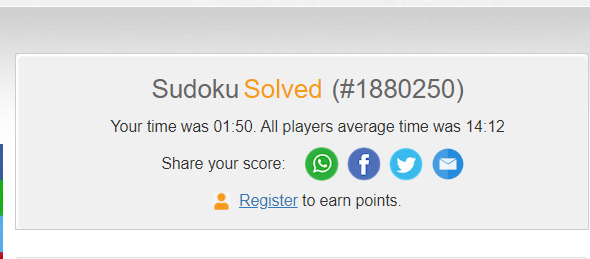 Sudoku Solved (#1880250)
Your time was 01:50. All players average time was 14:12
Share your score:
Register to earn points.